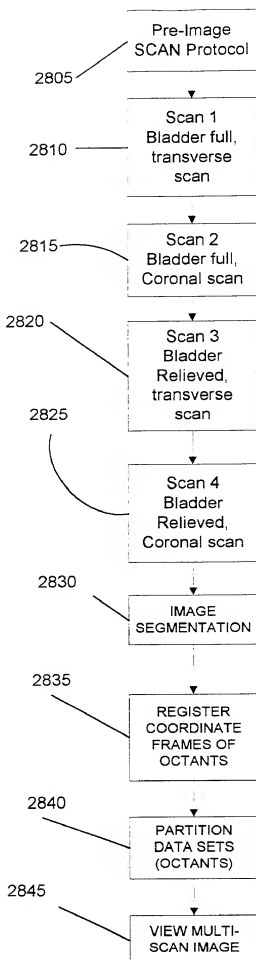 Pre-Image
SCAN Protocol
2805
Scan 1
Bladder full,
transverse
scan
2810
Scan 2
Bladder full,
Coronal scan
2815
2820
Scan 3
Bladder
Relieved,
transverse
scan
2825
Scan 4
Bladder
Relieved,
Coronal scan
2830
IMAGE
SEGMENTATION
2835
REGISTER
COORDINATE
FRAMES OF
OCTANTS
2840
PARTITION
DATA SETS
(OCTANTS)
2845
VIEW MULTI-
SCAN IMAGE